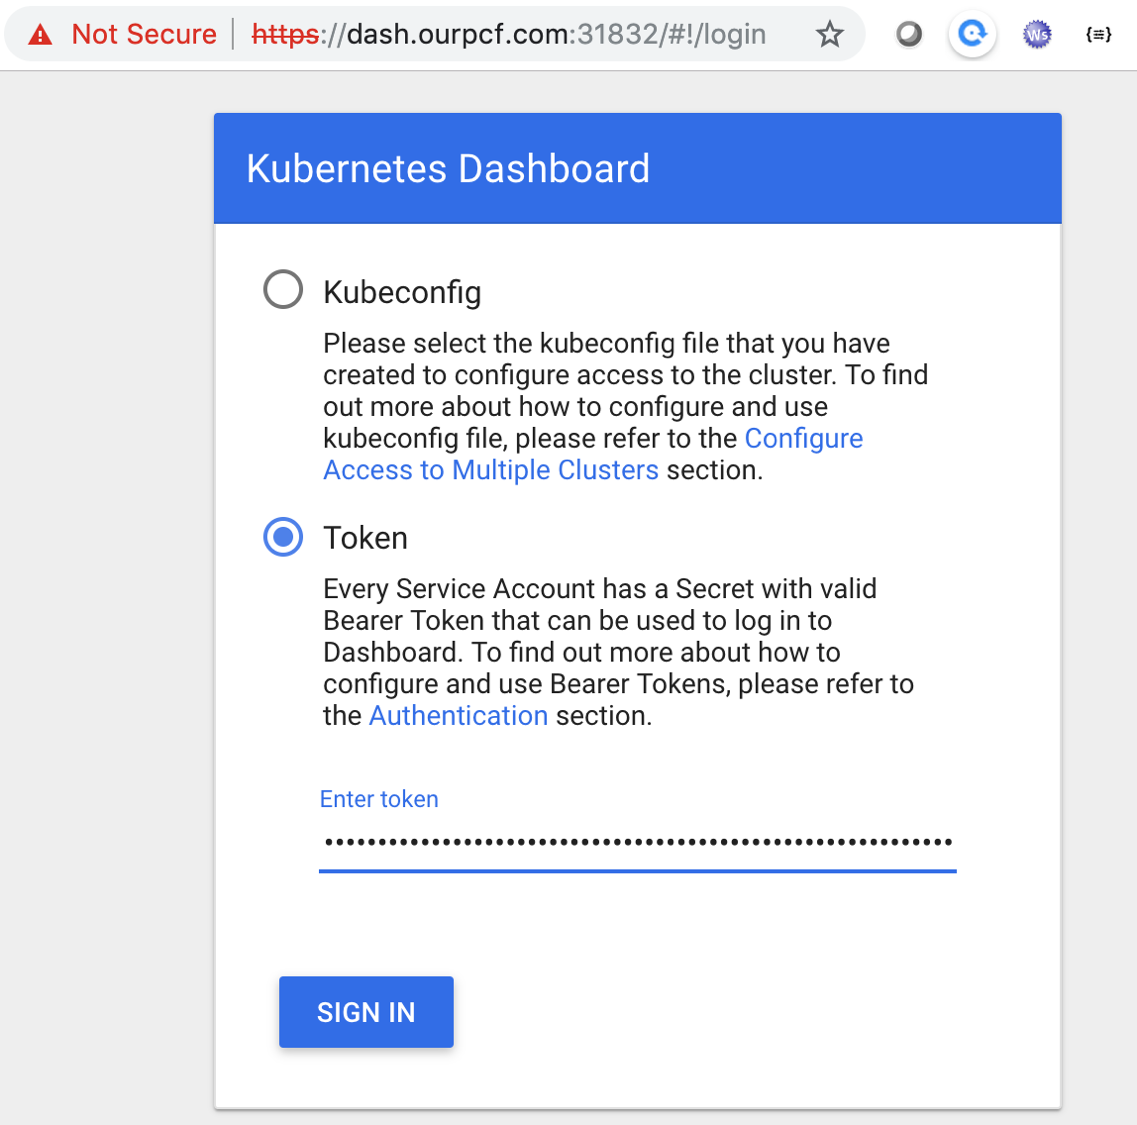 Not Secure | https://dash.ourpcf.com:31832/#!/login
Ws
{≡}
Kubernetes Dashboard
Kubeconfig
Please select the kubeconfig file that you have
created to configure access to the cluster. To find
out more about how to configure and use
kubeconfig file, please refer to the Configure
Access to Multiple Clusters section.
Token
Every Service Account has a Secret with valid
Bearer Token that can be used to log in to
Dashboard. To find out more about how to
configure and use Bearer Tokens, please refer to
the Authentication section.
Enter token
SIGN IN